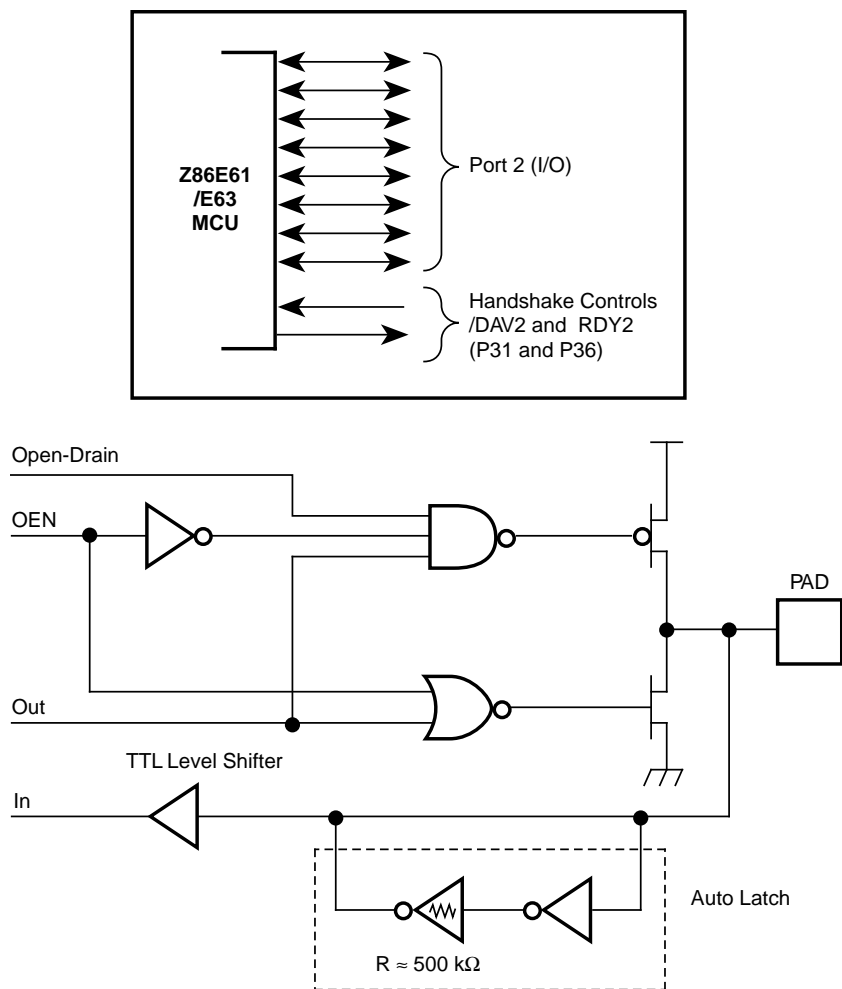 Z86E61
/E63
MCU
Port 2 (I/O)
Handshake Controls
/DAV2 and RDY2
(P31 and P36)
Open-Drain
OEN
PAD
Out
TTL Level Shifter
In
Auto Latch
R ≈ 500 kΩ